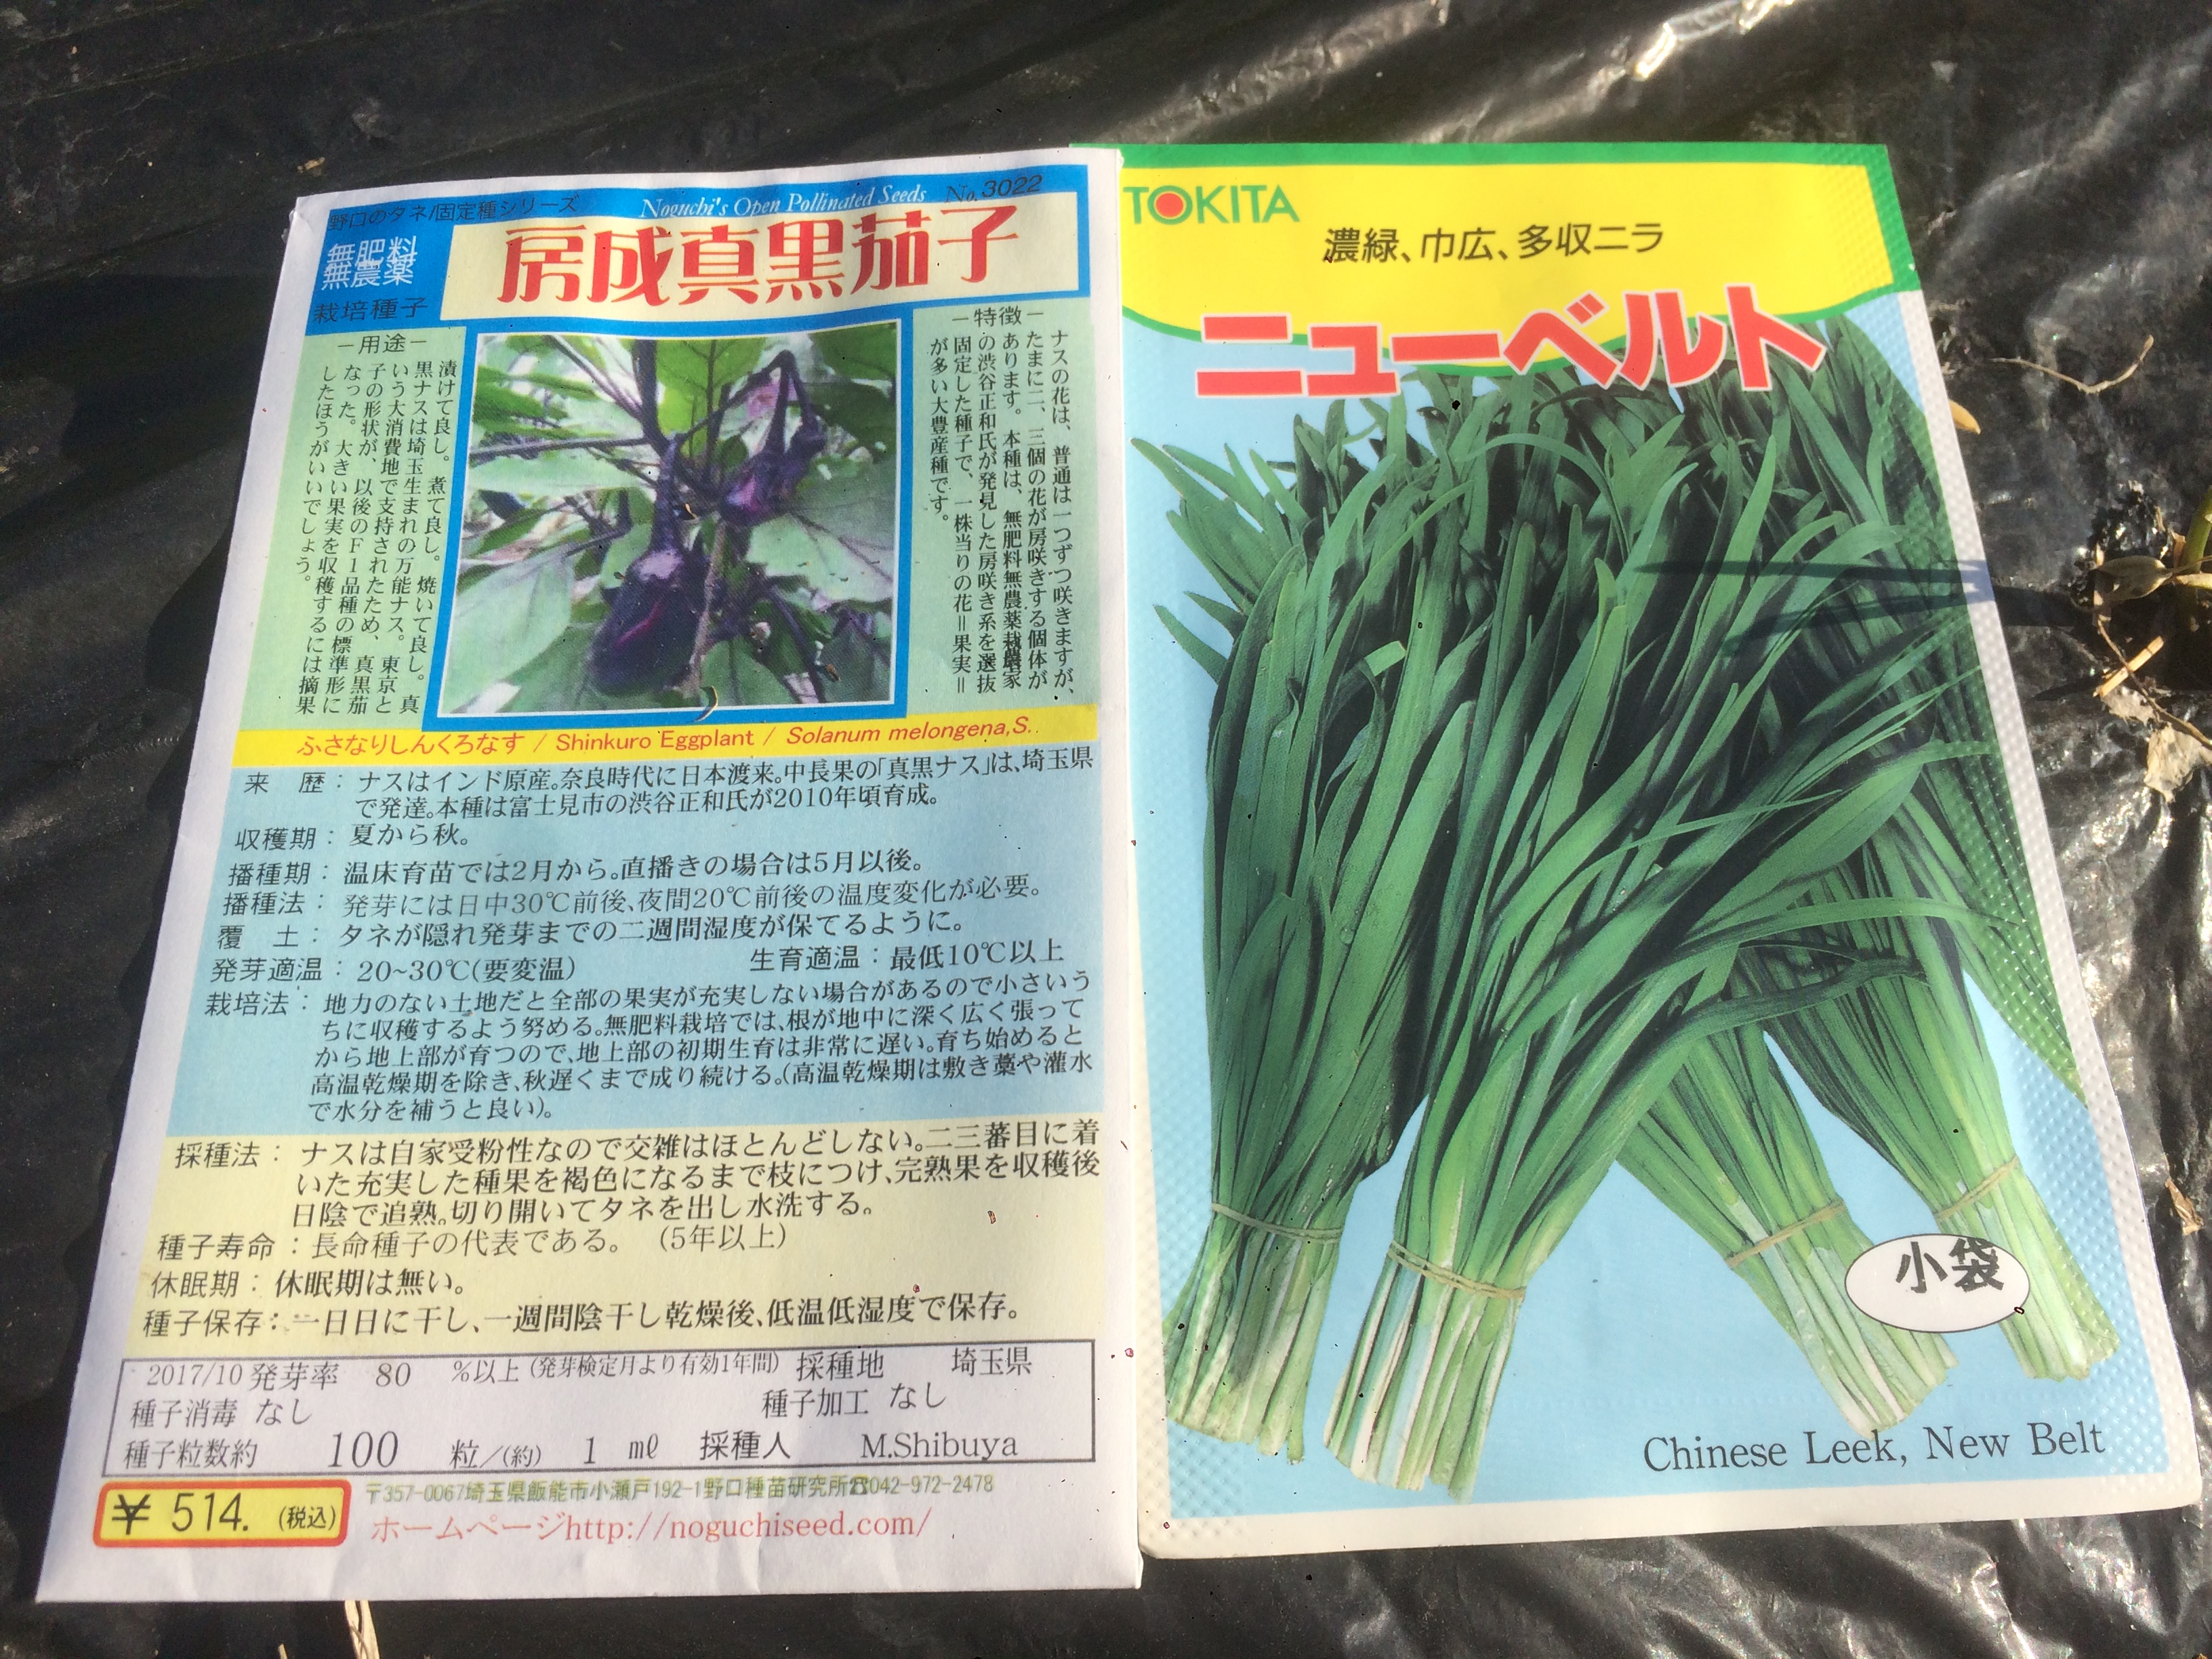 野口のタネ/固定種シリーズ
Noguchi's Open Pollinated Seeds No.3022
無肥料
無農薬
栽培種子
房成真黒茄子
－用途－
漬けて良し。煮て良し。焼いて良し。真
黒ナスは埼玉生まれの万能ナス。東京と
いう大消費地で支持されたため、真黒茄
子の形状が、以後のF1品種の標準形に
なった。大きい果実を収穫するには摘果
したほうがいいでしょう。
－特徴－
ナスの花は、普通は一つずつ咲きますが、
たまに二、三個の花が房咲きする個体が
あります。本種は、無肥料無農薬栽培農家
の渋谷正和氏が発見した房咲き系を選抜
固定した種子で、一株当りの花＝果実＝
が多い大豊産種です。
ふさなりしんくろなす / Shinkuro Eggplant / Solanum melongena,S..
来 歴：ナスはインド原産。奈良時代に日本渡来。中長果の「真黒ナス」は、埼玉県
で発達。本種は富士見市の渋谷正和氏が2010年頃育成。
収穫期：夏から秋。
播種期：温床育苗では2月から。直播きの場合は5月以後。
播種法：発芽には日中30℃前後、夜間20℃前後の温度変化が必要。
覆 土：タネが隠れ発芽までの二週間湿度が保てるように。
発芽適温：20~30℃(要変温) 生育適温：最低10℃以上
栽培法：地力のない土地だと全部の果実が充実しない場合があるので小さいう
ちに収穫するよう努める。無肥料栽培では、根が地中に深く広く張って
から地上部が育つので、地上部の初期生育は非常に遅い。育ち始めると
高温乾燥期を除き、秋遅くまで成り続ける。(高温乾燥期は敷き藁や灌水
で水分を補うと良い)。
採種法：ナスは自家受粉性なので交雑はほとんどしない。二三蕃目に着
いた充実した種果を褐色になるまで枝につけ、完熟果を収穫後
日陰で追熟。切り開いてタネを出し水洗する。
種子寿命：長命種子の代表である。（5年以上）
休眠期：休眠期は無い。
種子保存：一日日に干し、一週間陰干し乾燥後、低温低湿度で保存。
2017/10 発芽率 80 %以上 (発芽検定月より有効1年間) 採種地 埼玉県
種子消毒 なし 種子加工 なし
種子粒数約 100 粒／(約) 1 mℓ 採種人 M.Shibuya
¥ 514. (税込)
〒357-0067埼玉県飯能市小瀬戸192-1野口種苗研究所☎042-972-2478
ホームページhttp://noguchiseed.com/
TOKITA
濃緑、巾広、多収ニラ
ニューベルト
小袋
Chinese Leek, New Belt